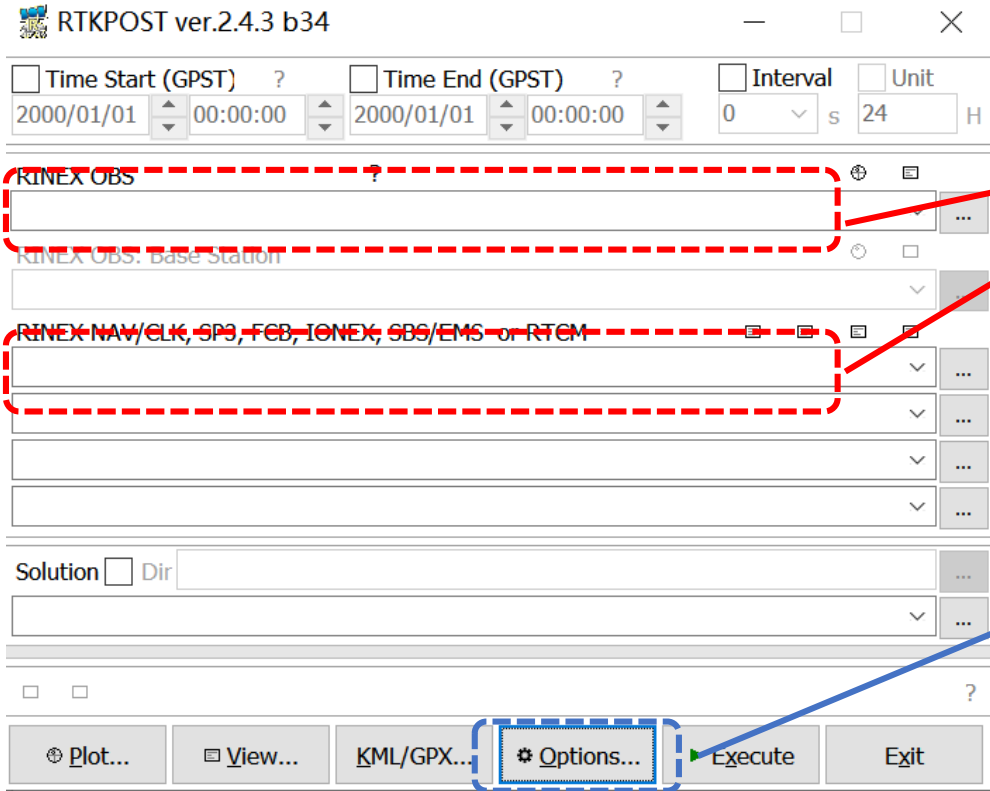 RTKPOST ver.2.4.3 b34
Time Start (GPST) ? Time End (GPST) ? Interval Unit
2000/01/01 00:00:00 2000/01/01 00:00:00 0 s 24 H
RINEX OBS ?
...
RINEX OBS: Base Station
...
RINEX NAV/CLK, SP3, FCB, IONEX, SBS/EMS or RTCM
...
...
...
...
Solution Dir ...
...
?
Plot... View... KML/GPX... Options... Execute Exit